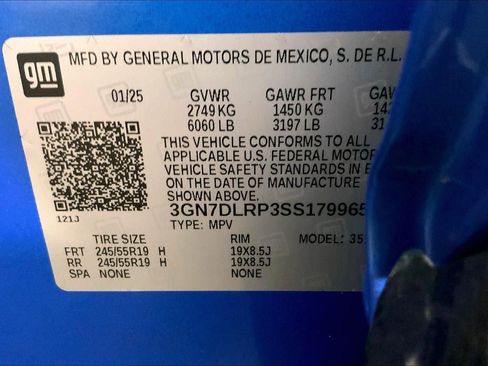 gm
MFD BY GENERAL MOTORS DE MEXICO, S. DE R.L.
01/25 GVWR GAWR FRT
2749 KG 1450 KG
6060 LB 3197 LB
THIS VEHICLE CONFORMS TO ALL
APPLICABLE U.S. FEDERAL MOTOR
VEHICLE SAFETY STANDARDS IN
ON THE DATE OF MANUFACTURE
SHOWN ABOVE.
3GN7DLRP3SS179965
121J TYPE: MPV
TIRE SIZE RIM MODEL: 35
FRT 245/55R19 H 19X8.5J
RR 245/55R19 H 19X8.5J
SPA NONE NONE